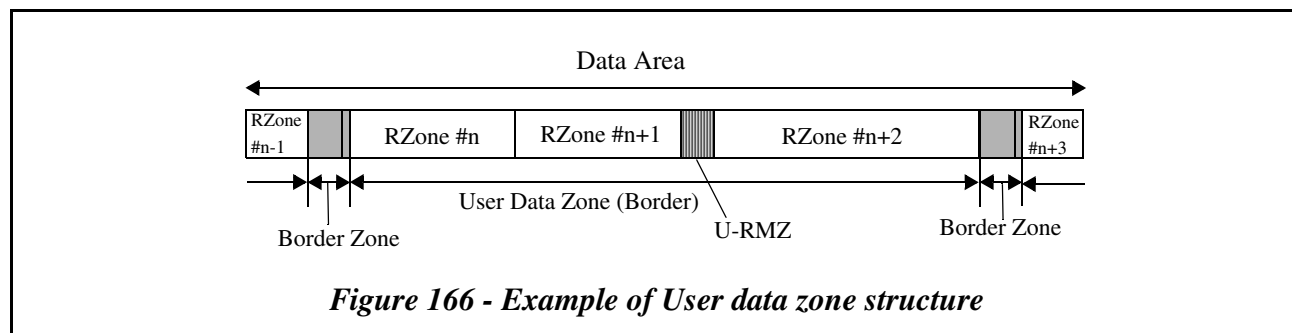 Data Area
RZone
#n-1
RZone #n
RZone #n+1
RZone #n+2
RZone
#n+3
User Data Zone (Border)
U-RMZ
Border Zone
Border Zone
Figure 166 - Example of User data zone structure